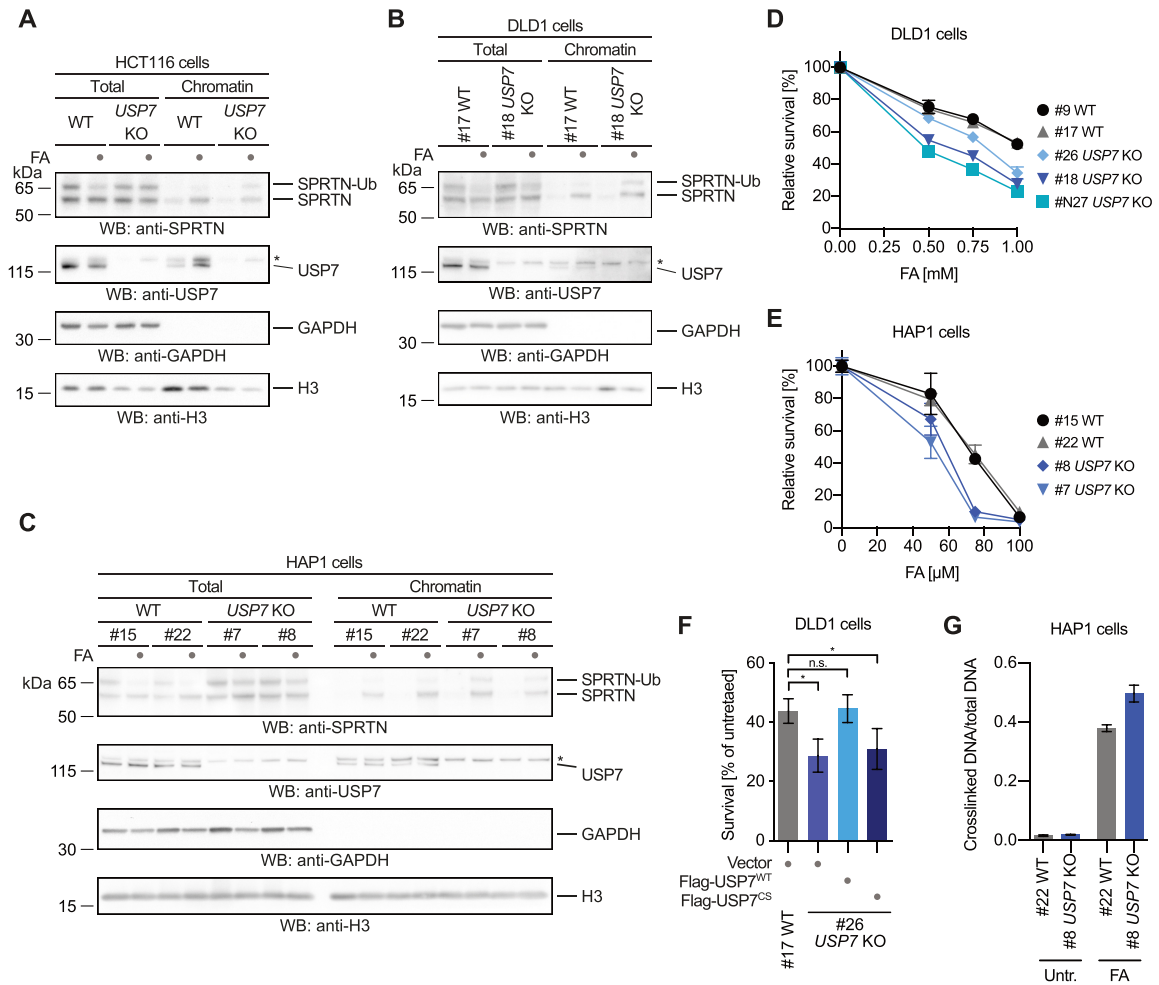 A
HCT116 cells
Total Chromatin
WT USP7 KO WT USP7 KO
FA
kDa
65
50
SPRTN-Ub
SPRTN
WB: anti-SPRTN
115
*
USP7
WB: anti-USP7
30
GAPDH
WB: anti-GAPDH
15
H3
WB: anti-H3
B
DLD1 cells
Total Chromatin
#17 WT #18 USP7 KO #17 WT #18 USP7 KO
FA
kDa
65
50
SPRTN-Ub
SPRTN
WB: anti-SPRTN
115
*
USP7
WB: anti-USP7
30
GAPDH
WB: anti-GAPDH
15
H3
WB: anti-H3
C
HAP1 cells
Total Chromatin
WT USP7 KO WT USP7 KO
#15 #22 #7 #8 #15 #22 #7 #8
FA
kDa 65
50
SPRTN-Ub
SPRTN
WB: anti-SPRTN
115
*
USP7
WB: anti-USP7
30
GAPDH
WB: anti-GAPDH
15
H3
WB: anti-H3
D
DLD1 cells
Relative survival [%]
100
80
60
40
20
0
0.00 0.25 0.50 0.75 1.00
FA [mM]
#9 WT
#17 WT
#26 USP7 KO
#18 USP7 KO
#N27 USP7 KO
E
HAP1 cells
Relative survival [%]
100
80
60
40
20
0
0 20 40 60 80 100
FA [µM]
#15 WT
#22 WT
#8 USP7 KO
#7 USP7 KO
F
DLD1 cells
Survival [% of untretaed]
60
40
20
0
*
n.s.
*
Vector
Flag-USP7WT
Flag-USP7CS
#17 WT
#26
USP7 KO
G
HAP1 cells
Crosslinked DNA/total DNA
0.6
0.4
0.2
0.0
#22 WT
#8 USP7 KO
#22 WT
#8 USP7 KO
Untr. FA